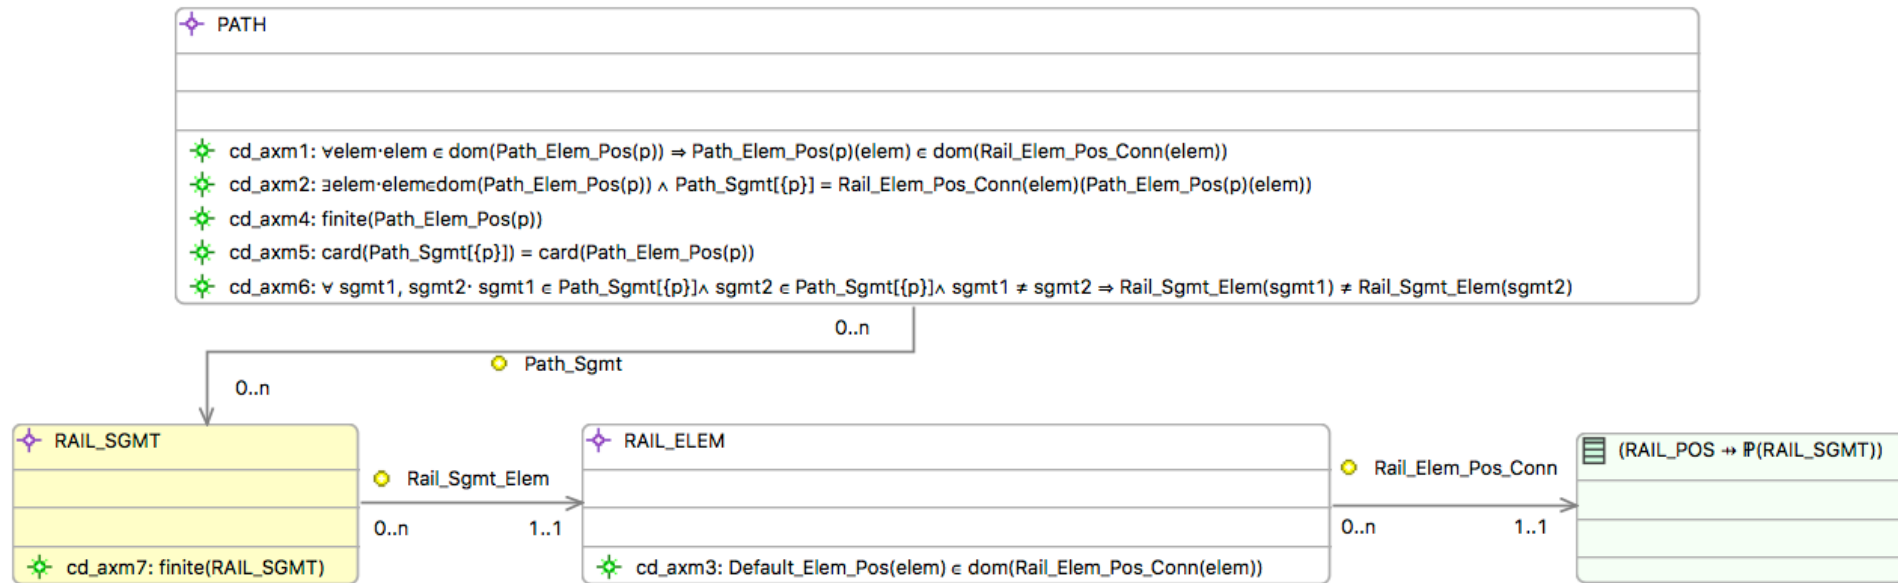 PATH
cd_axm1: ∀elem·elem ∈ dom(Path_Elem_Pos(p)) ⇒ Path_Elem_Pos(p)(elem) ∈ dom(Rail_Elem_Pos_Conn(elem))
cd_axm2: ∃elem·elem∈dom(Path_Elem_Pos(p)) ∧ Path_Sgmt[{p}] = Rail_Elem_Pos_Conn(elem)(Path_Elem_Pos(p)(elem))
cd_axm4: finite(Path_Elem_Pos(p))
cd_axm5: card(Path_Sgmt[{p}]) = card(Path_Elem_Pos(p))
cd_axm6: ∀ sgmt1, sgmt2· sgmt1 ∈ Path_Sgmt[{p}]∧ sgmt2 ∈ Path_Sgmt[{p}]∧ sgmt1 ≠ sgmt2 ⇒ Rail_Sgmt_Elem(sgmt1) ≠ Rail_Sgmt_Elem(sgmt2)
0..n
Path_Sgmt
0..n
RAIL_SGMT
cd_axm7: finite(RAIL_SGMT)
Rail_Sgmt_Elem
0..n 1..1
RAIL_ELEM
cd_axm3: Default_Elem_Pos(elem) ∈ dom(Rail_Elem_Pos_Conn(elem))
Rail_Elem_Pos_Conn
0..n 1..1
(RAIL_POS ⇸ ℙ(RAIL_SGMT))